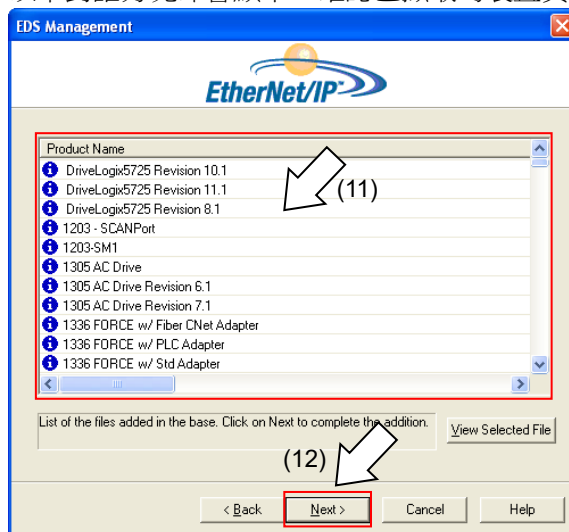 EDS Management
EtherNet/IP
Product Name
DriveLogix5725 Revision 10.1
DriveLogix5725 Revision 11.1
(11)
DriveLogix5725 Revision 8.1
1203 - SCANPort
1203-SM1
1305 AC Drive
1305 AC Drive Revision 6.1
1305 AC Drive Revision 7.1
1336 FORCE w/ Fiber CNet Adapter
1336 FORCE w/ PLC Adapter
1336 FORCE w/ Std Adapter
List of the files added in the base. Click on Next to complete the addition.
View Selected File
(12)
< Back Next > Cancel Help